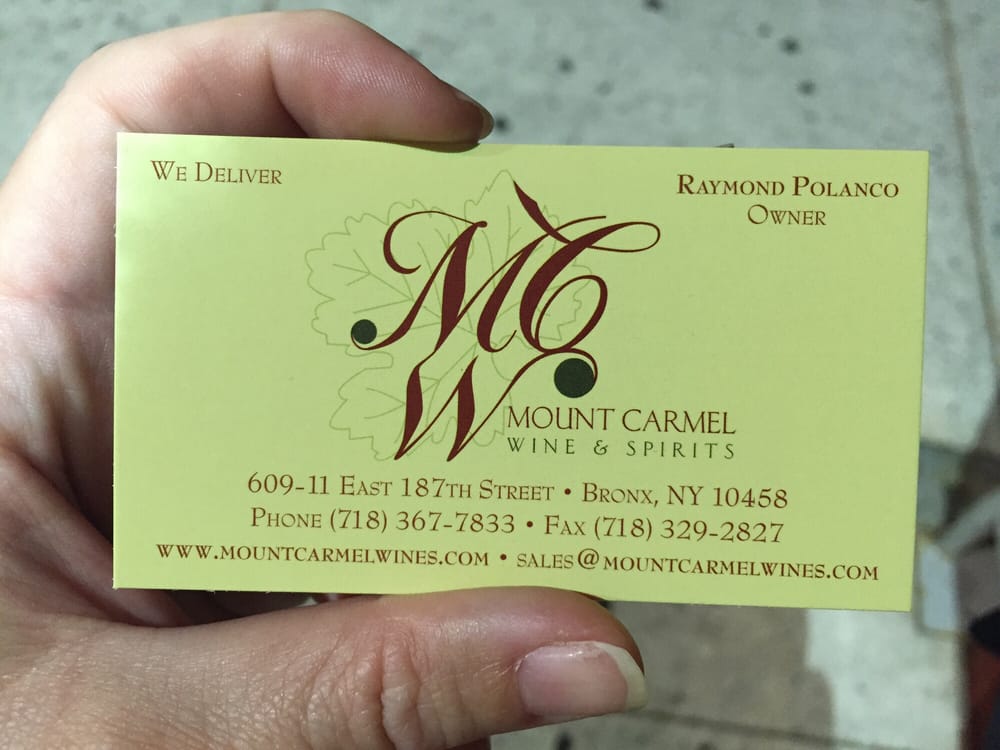 We Deliver
Raymond Polanco
Owner
MCW
MOUNT CARMEL
WINE & SPIRITS
609-11 East 187th Street • Bronx, NY 10458
Phone (718) 367-7833 • Fax (718) 329-2827
www.mountcarmelwines.com • sales@mountcarmelwines.com